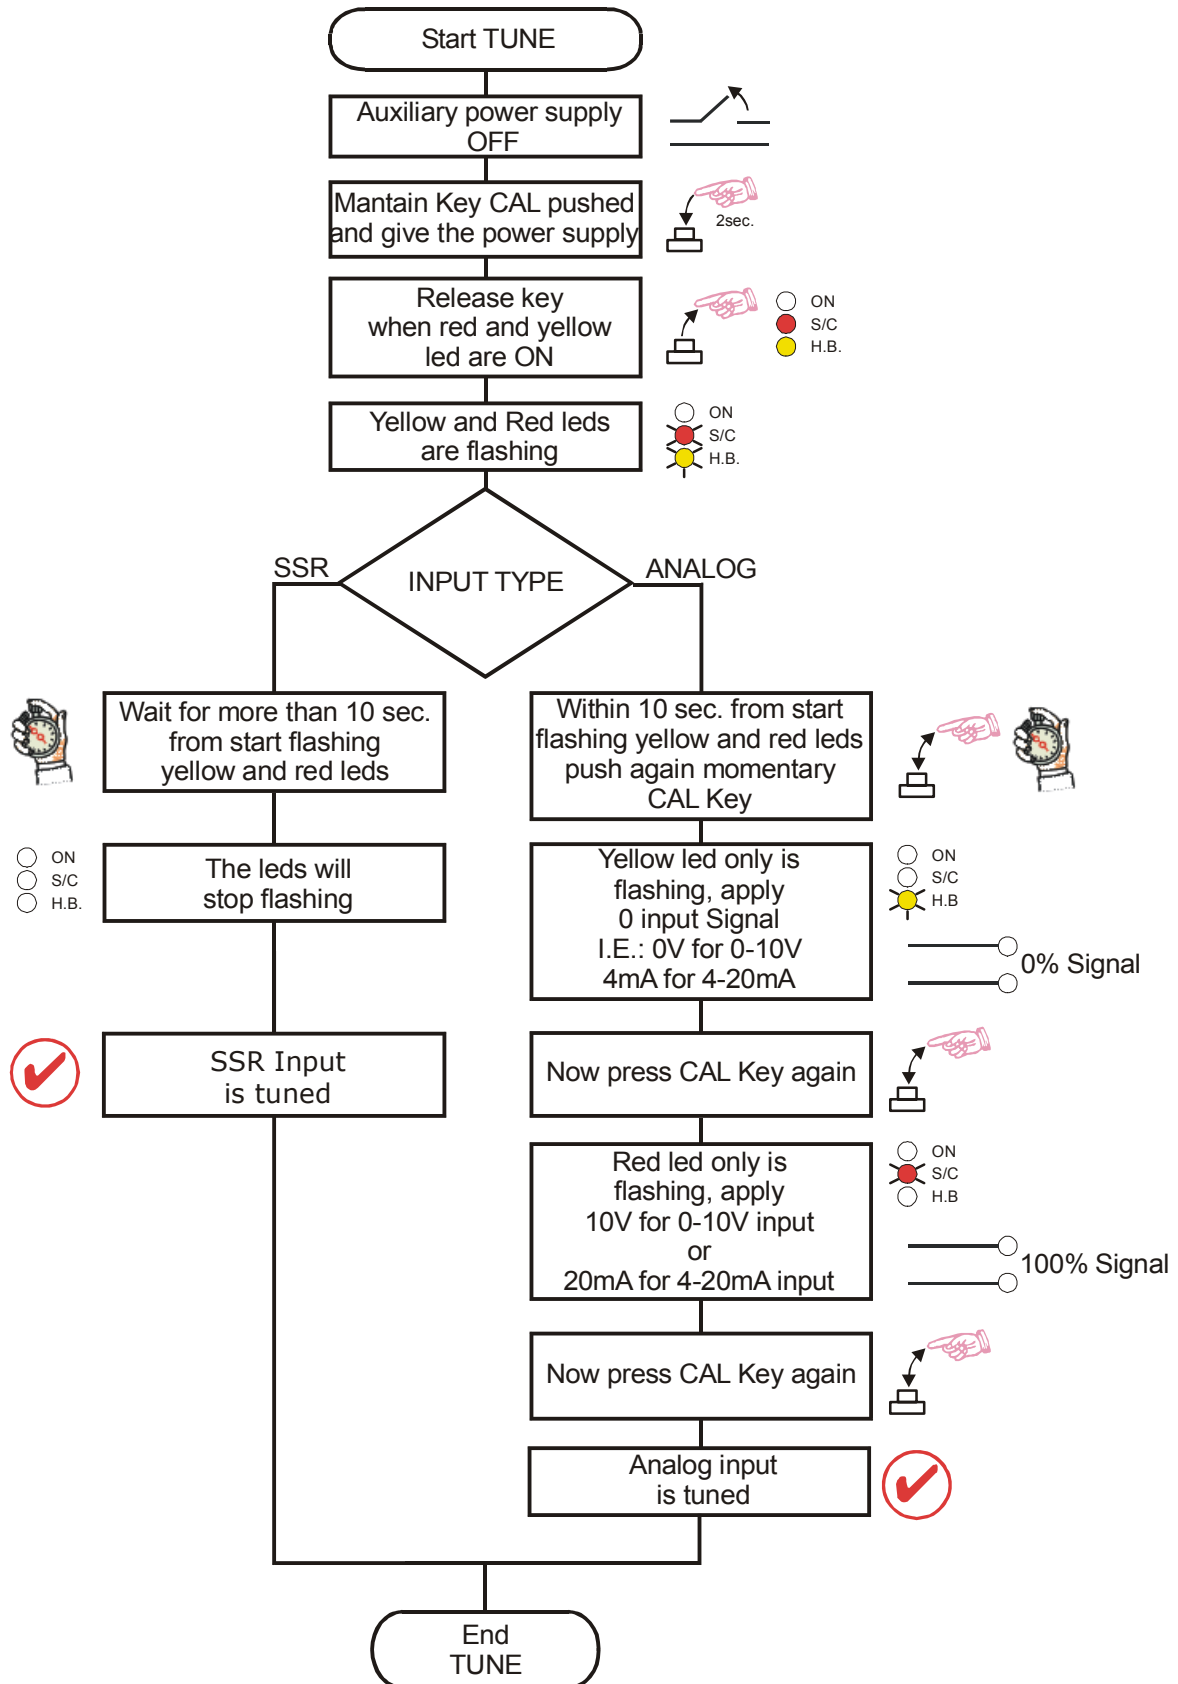 Start TUNE
Auxiliary power supply
OFF
Mantain Key CAL pushed
and give the power supply
2sec.
Release key
when red and yellow
led are ON
ON
S/C
H.B.
Yellow and Red leds
are flashing
ON
S/C
H.B.
SSR
INPUT TYPE
ANALOG
Wait for more than 10 sec.
from start flashing
yellow and red leds
ON
S/C
H.B.
The leds will
stop flashing
SSR Input
is tuned
Within 10 sec. from start
flashing yellow and red leds
push again momentary
CAL Key
Yellow led only is
flashing, apply
0 input Signal
I.E.: 0V for 0-10V
4mA for 4-20mA
ON
S/C
H.B
0% Signal
Now press CAL Key again
Red led only is
flashing, apply
10V for 0-10V input
or
20mA for 4-20mA input
ON
S/C
H.B
100% Signal
Now press CAL Key again
Analog input
is tuned
End
TUNE